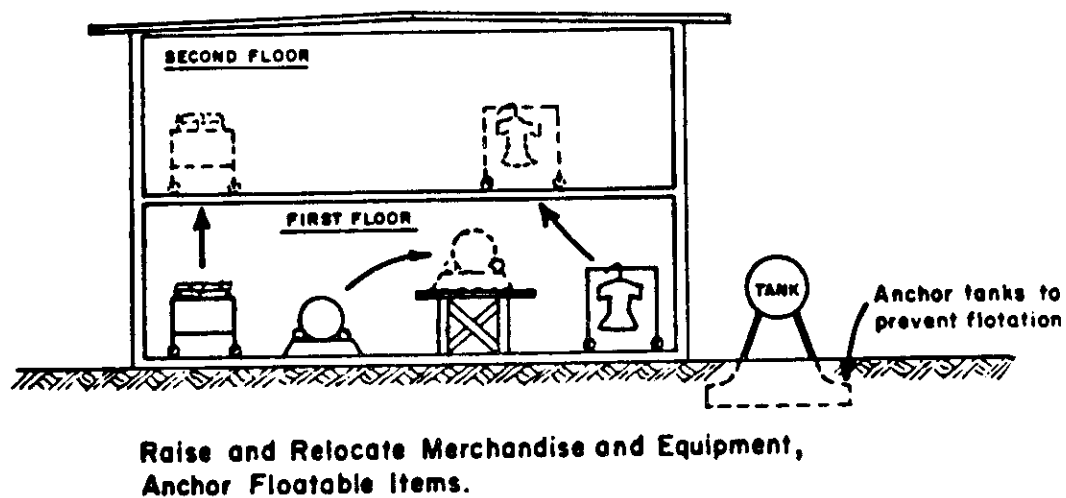 SECOND FLOOR
FIRST FLOOR
TANK
Anchor tanks to
prevent flotation
Raise and Relocate Merchandise and Equipment,
Anchor Floatable Items.